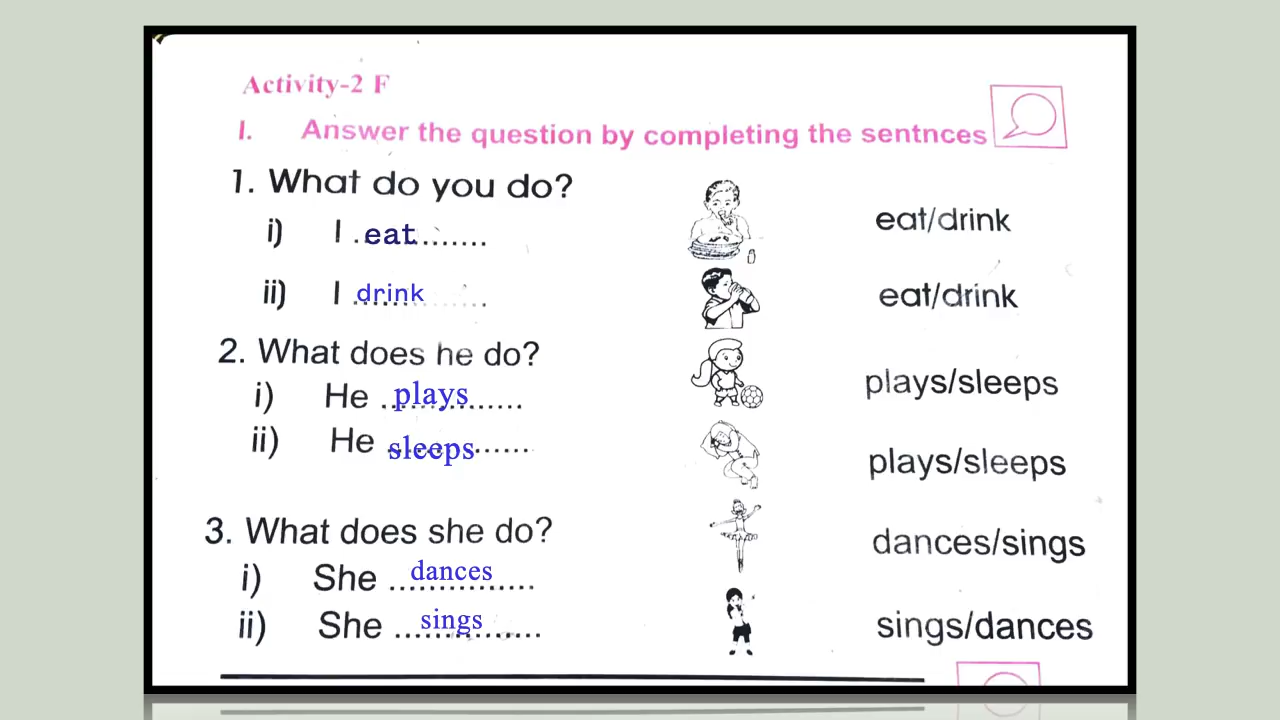 Activity-2 F
I. Answer the question by completing the sentnces
1. What do you do?
i) I .eat........ eat/drink
ii) I drink...... eat/drink
2. What does he do?
i) He ..plays........ plays/sleeps
ii) He sleeps....... plays/sleeps
3. What does she do?
i) She ...dances...... dances/sings
ii) She ...sings....... sings/dances